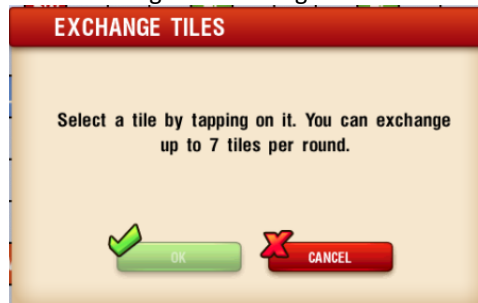 EXCHANGE TILES
Select a tile by tapping on it. You can exchange
up to 7 tiles per round.
OK
CANCEL